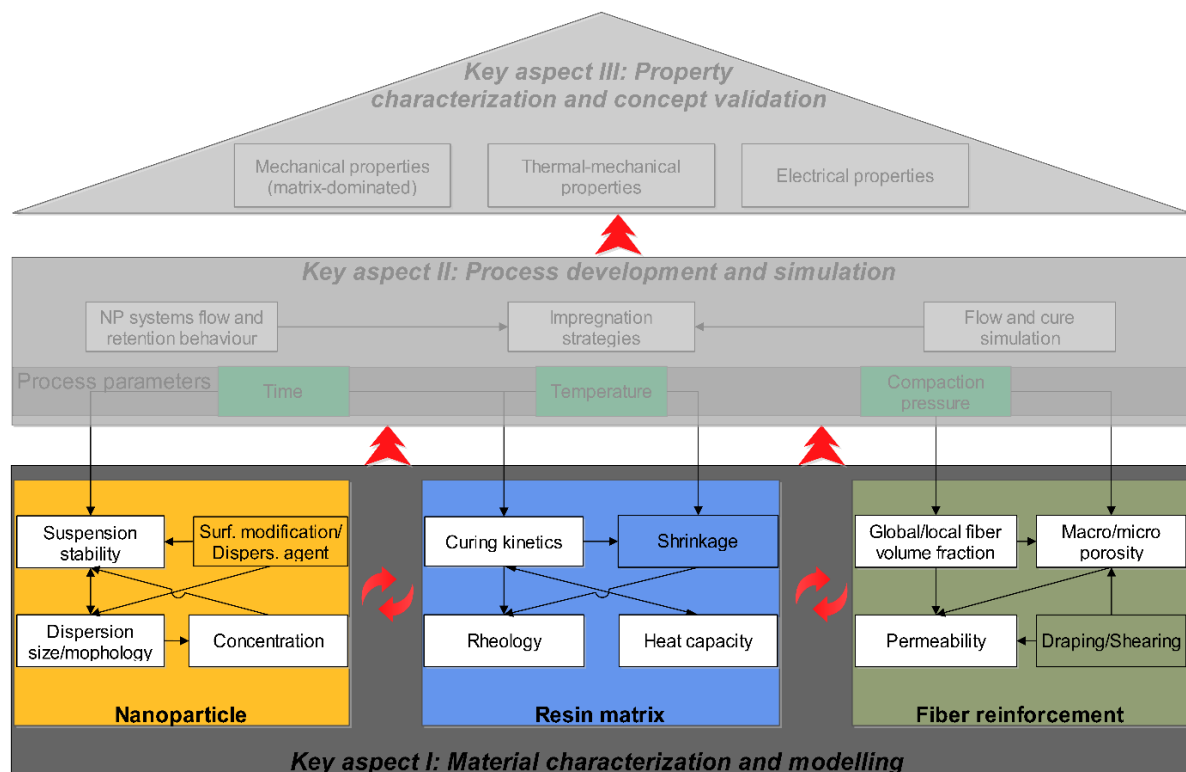 Key aspect III: Property
characterization and concept validation
Mechanical properties
(matrix-dominated)
Thermal-mechanical
properties
Electrical properties
Key aspect II: Process development and simulation
NP systems flow and
retention behaviour
Impregnation
strategies
Flow and cure
simulation
Process parameters
Time
Temperature
Compaction
pressure
Suspension
stability
Surf. modification/
Dispers. agent
Dispersion
size/mophology
Concentration
Nanoparticle
Curing kinetics
Shrinkage
Rheology
Heat capacity
Resin matrix
Global/local fiber
volume fraction
Macro/micro
porosity
Permeability
Draping/Shearing
Fiber reinforcement
Key aspect I: Material characterization and modelling